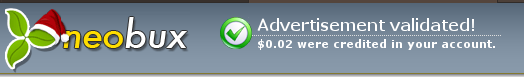 neobux
Advertisement validated!
$0.02 were credited in your account.